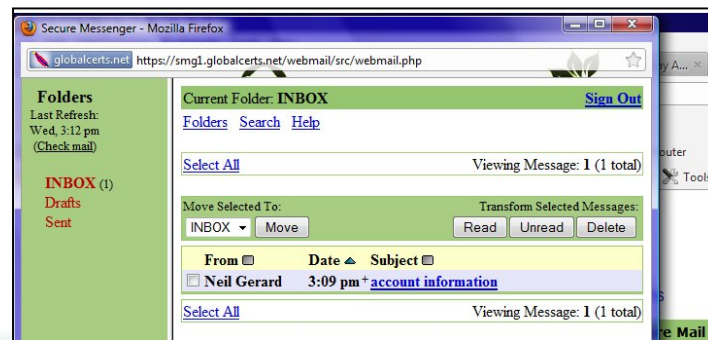 Secure Messenger - Mozilla Firefox
globalcerts.net https://smg1.globalcerts.net/webmail/src/webmail.php
Folders
Last Refresh:
Wed, 3:12 pm
(Check mail)
INBOX (1)
Drafts
Sent
Current Folder: INBOX Sign Out
Folders Search Help
Select All Viewing Message: 1 (1 total)
Move Selected To: Transform Selected Messages:
INBOX Move Read Unread Delete
From Date Subject
Neil Gerard 3:09 pm + account information
Select All Viewing Message: 1 (1 total)
y A...
outer
Tools
e Mail